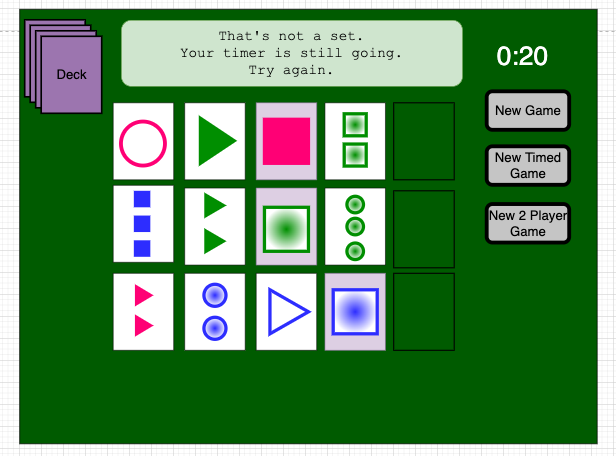 That's not a set.
Your timer is still going.
Try again.
0:20
Deck
New Game
New Timed
Game
New 2 Player
Game